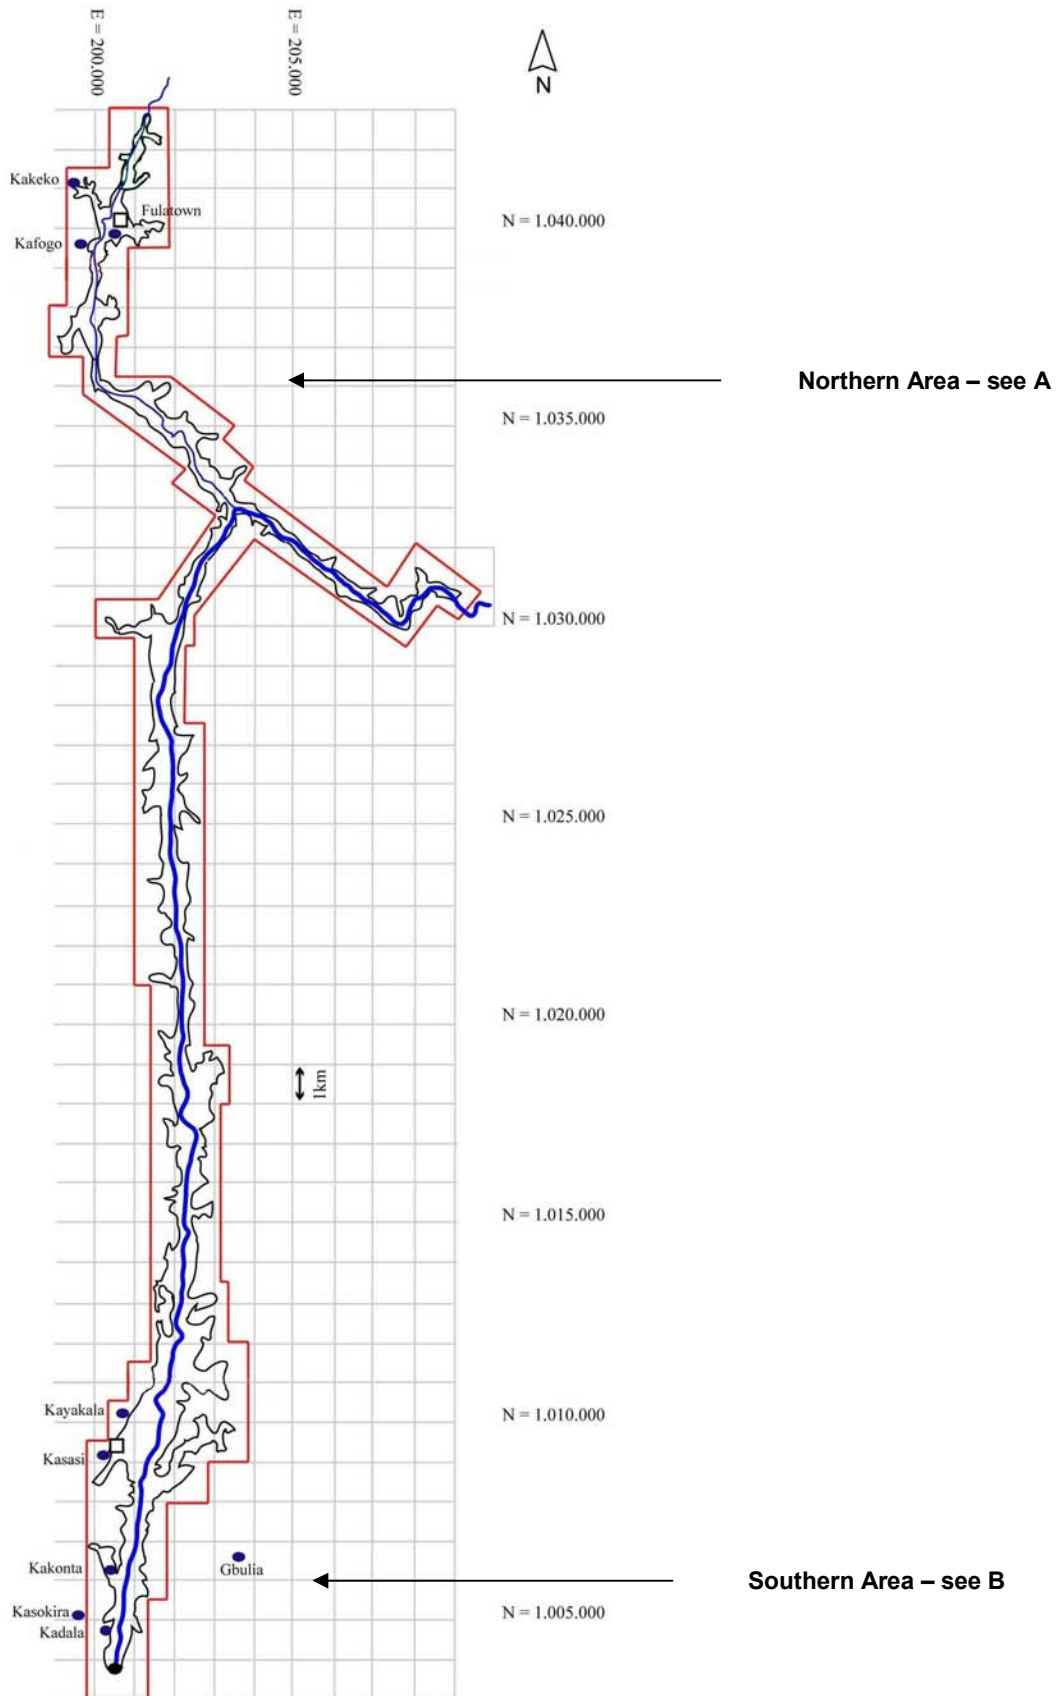 E = 200.000
E = 205.000
N
Kakeko
Fulatown
N = 1.040.000
Kafogo
Northern Area – see A
N = 1.035.000
N = 1.030.000
N = 1.025.000
N = 1.020.000
1km
N = 1.015.000
Kayakala
N = 1.010.000
Kasasi
Kakonta
Gbulia
Southern Area – see B
Kasokira
N = 1.005.000
Kadala